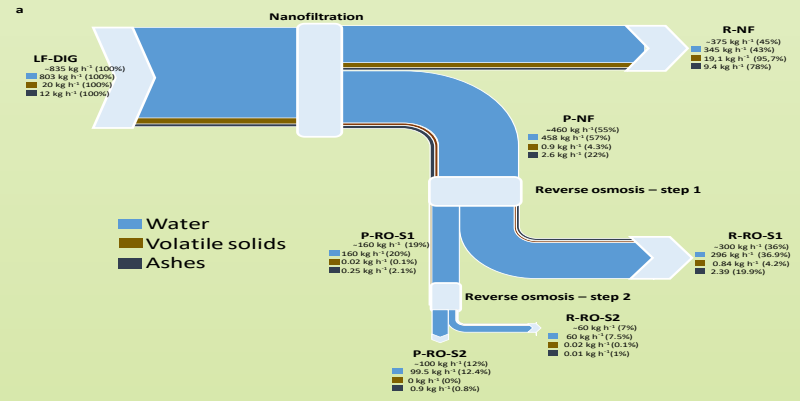 a
Nanofiltration
R-NF
~375 kg h⁻¹ (45%)
345 kg h⁻¹ (43%)
19,1 kg h⁻¹ (95,7%)
9.4 kg h⁻¹ (78%)
LF-DIG
~835 kg h⁻¹ (100%)
803 kg h⁻¹ (100%)
20 kg h⁻¹ (100%)
12 kg h⁻¹ (100%)
P-NF
~460 kg h⁻¹ (55%)
458 kg h⁻¹ (57%)
0.9 kg h⁻¹ (4.3%)
2.6 kg h⁻¹ (22%)
Reverse osmosis – step 1
Water
Volatile solids
Ashes
P-RO-S1
~160 kg h⁻¹ (19%)
160 kg h⁻¹ (20%)
0.02 kg h⁻¹ (0.1%)
0.25 kg h⁻¹ (2.1%)
R-RO-S1
~300 kg h⁻¹ (36%)
296 kg h⁻¹ (36.9%)
0.84 kg h⁻¹ (4.2%)
2.39 (19.9%)
Reverse osmosis – step 2
R-RO-S2
~60 kg h⁻¹ (7%)
60 kg h⁻¹ (7.5%)
0.02 kg h⁻¹ (0.1%)
0.01 kg h⁻¹ (1%)
P-RO-S2
~100 kg h⁻¹ (12%)
99.5 kg h⁻¹ (12.4%)
0 kg h⁻¹ (0%)
0.9 kg h⁻¹ (0.8%)